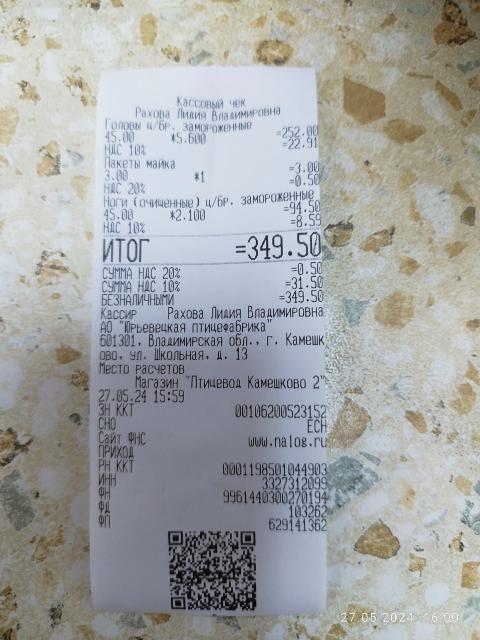 Кассовый чек
Рахова Лидия Владимировна
Головы ц/бр. замороженные
45.00 *5.600 =252.00
НДС 10% =22.91
Пакеты майка
3.00 *1 =3.00
НДС 20% =0.50
Ноги (очищенные) ц/бр. замороженные
45.00 *2.100 =94.50
НДС 10% =8.59
ИТОГ =349.50
СУММА НДС 20% =0.50
СУММА НДС 10% =31.50
БЕЗНАЛИЧНЫМИ =349.50
Кассир Рахова Лидия Владимировна
АО "Юрьевецкая птицефабрика"
601301, Владимирская обл., г. Камешк
ово, ул. Школьная, д. 13
Место расчетов
Магазин "Птицевод Камешково 2"
27.05.24 15:59
ЗН ККТ 00106200523152
СНО ЕСН
Сайт ФНС www.nalog.ru
ПРИХОД
РН ККТ 0001198501044903
ИНН 3327312099
ФН 9961440300270194
ФД 103262
ФП 629141362
27 05 2024 16:00